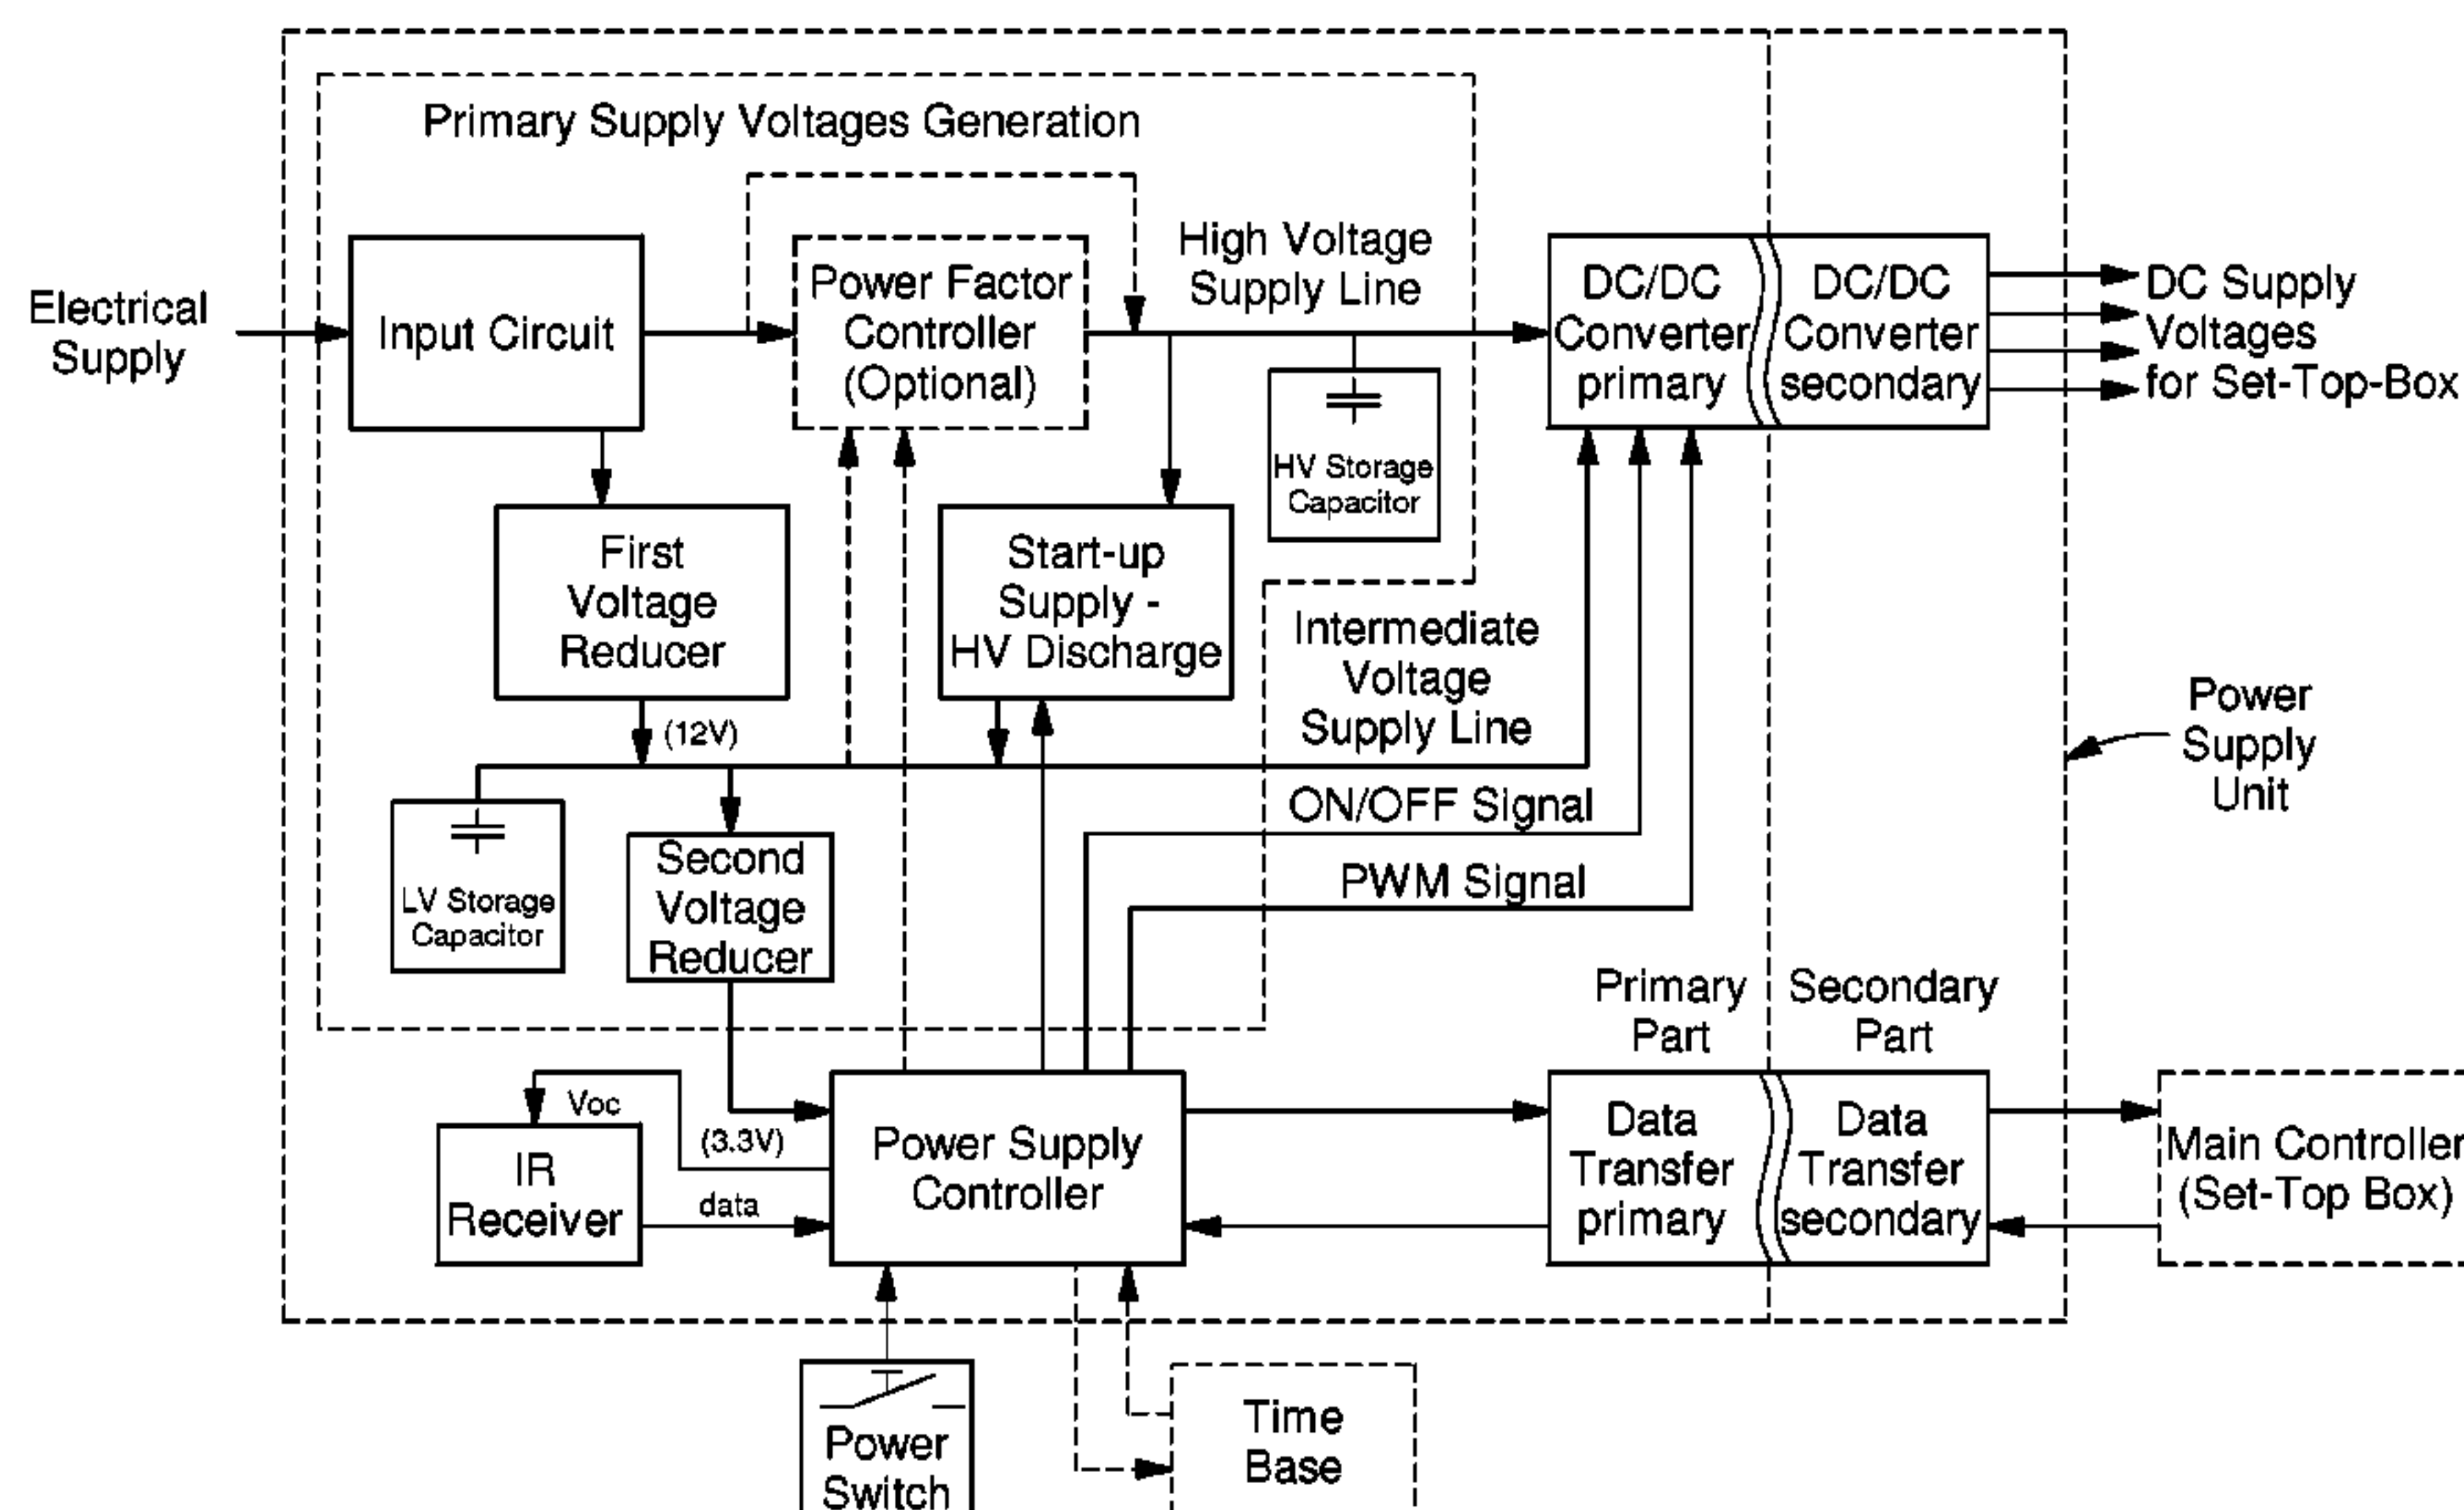 Primary Supply Voltages Generation
Electrical
Supply
Input Circuit
Power Factor
Controller
(Optional)
High Voltage
Supply Line
DC/DC
Converter
primary
DC/DC
Converter
secondary
DC Supply
Voltages
for Set-Top-Box
HV Storage
Capacitor
First
Voltage
Reducer
Start-up
Supply -
HV Discharge
Intermediate
Voltage
Supply Line
Power
Supply
Unit
(12V)
ON/OFF Signal
LV Storage
Capacitor
Second
Voltage
Reducer
PWM Signal
Primary
Part
Secondary
Part
Voc
(3.3V)
IR
Receiver
data
Power Supply
Controller
Data
Transfer
primary
Data
Transfer
secondary
Main Controller
(Set-Top Box)
Power
Switch
Time
Base